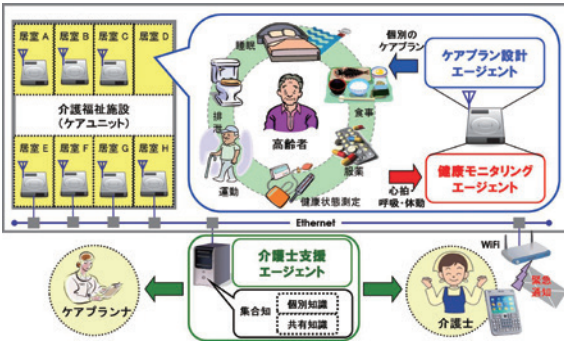 居室 A
居室 B
居室 C
居室 D
介護福祉施設
(ケアユニット)
居室 E
居室 F
居室 G
居室 H
睡眠
食事
服薬
健康状態測定
運動
排泄
高齢者
個別の
ケアプラン
ケアプラン設計
エージェント
心拍
呼吸・体動
健康モニタリング
エージェント
Ethernet
ケアプランナ
介護士支援
エージェント
集合知
個別知識
共有知識
介護士
WiFi
緊急
通知